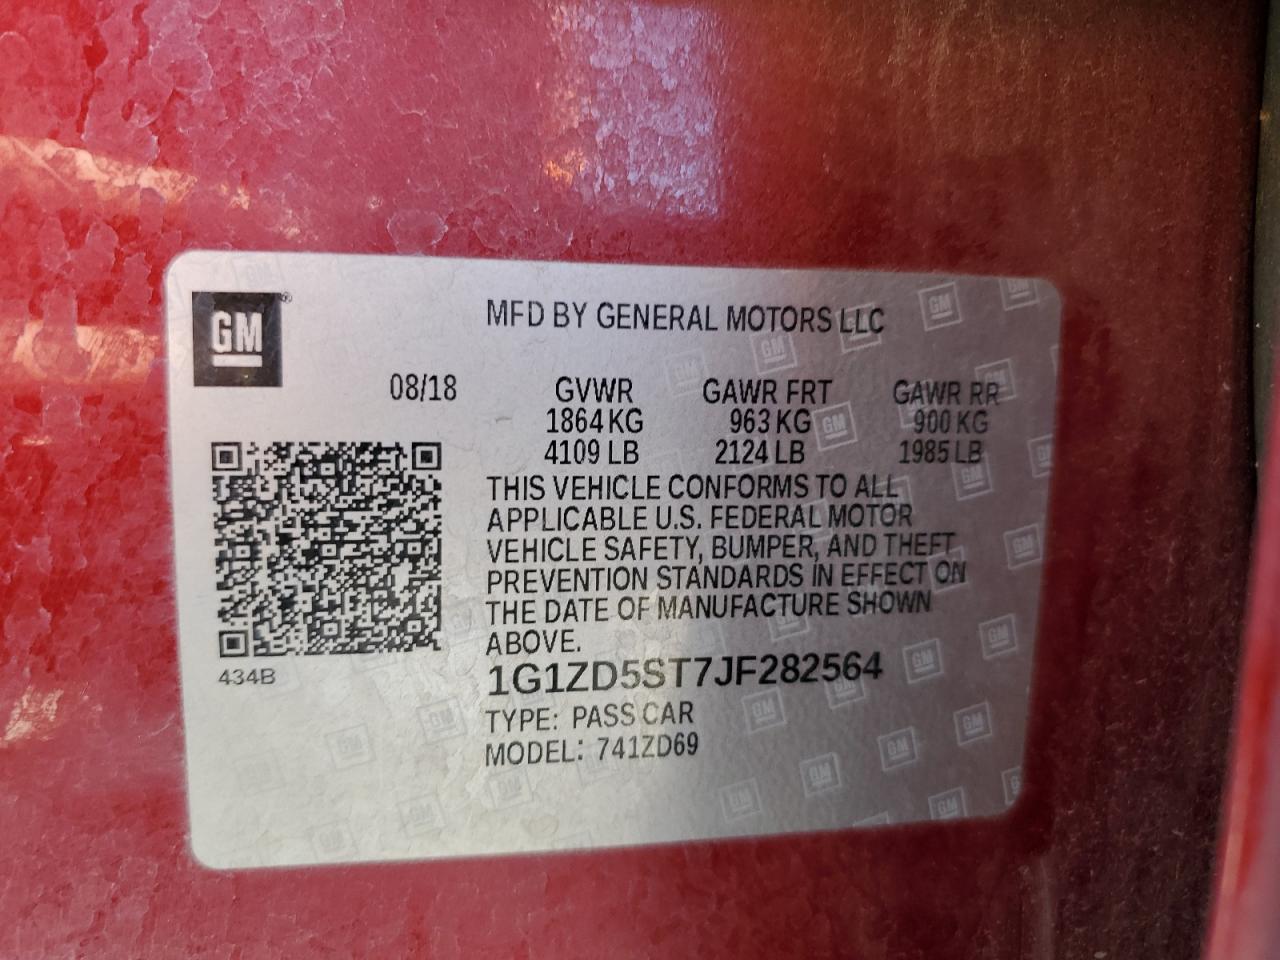 GM®
MFD BY GENERAL MOTORS LLC
08/18 GVWR GAWR FRT GAWR RR
1864 KG 963 KG 900 KG
4109 LB 2124 LB 1985 LB
THIS VEHICLE CONFORMS TO ALL
APPLICABLE U.S. FEDERAL MOTOR
VEHICLE SAFETY, BUMPER, AND THEFT
PREVENTION STANDARDS IN EFFECT ON
THE DATE OF MANUFACTURE SHOWN
ABOVE.
434B
1G1ZD5ST7JF282564
TYPE: PASS CAR
MODEL: 741ZD69